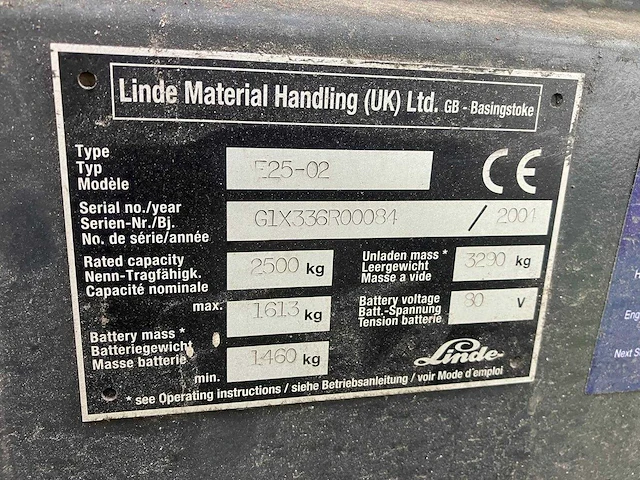 Linde Material Handling (UK) Ltd. GB - Basingstoke
Type
Typ
Modèle
E25-02
CE
Serial no./year
Serien-Nr./Bj.
No. de série/année
G1X336R00084 / 2001
Rated capacity
Nenn-Tragfähigk.
Capacité nominale
2500 kg
Unladen mass *
Leergewicht
Masse a vide
3290 kg
Battery mass *
Batteriegewicht
Masse batterie
max. 1613 kg
min. 1460 kg
Battery voltage
Batt.-Spannung
Tension batterie
80 V
Linde
* see Operating instructions / siehe Betriebsanleitung / voir Mode d'emploi
Eng
Next S